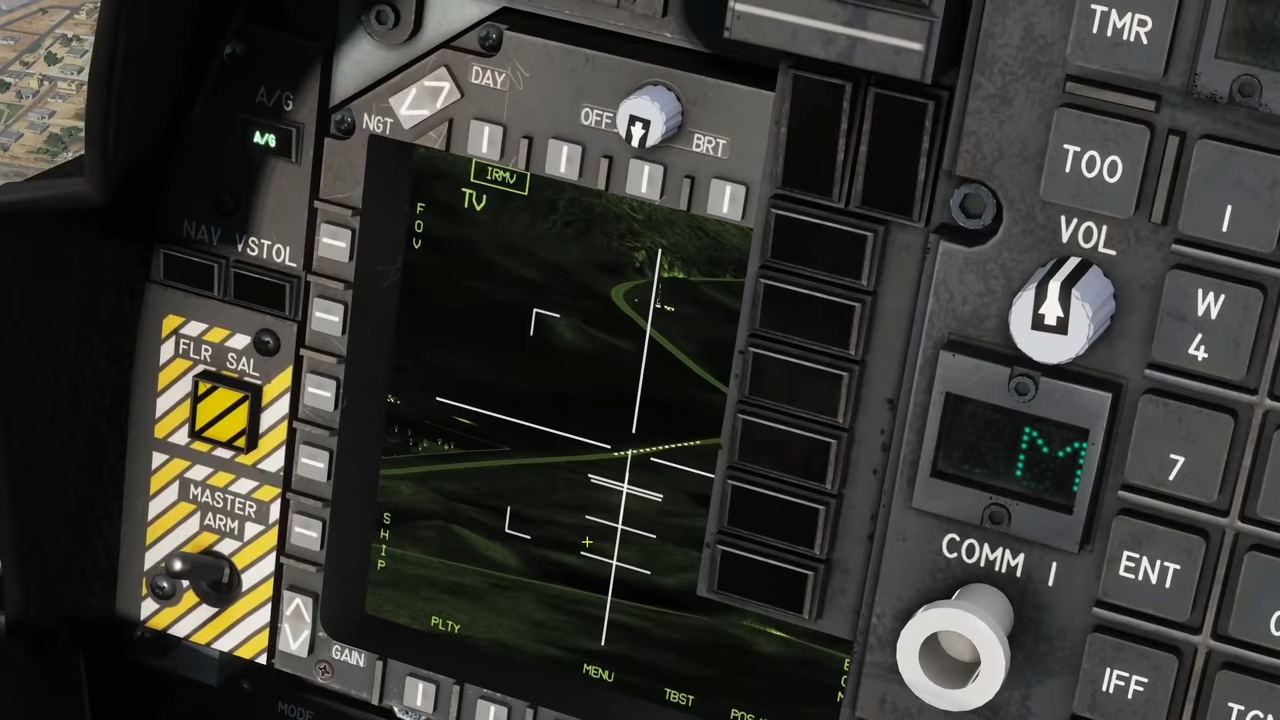 TMR
DAY
A/G
OFF
NGT
BRT
A/G
TOO
IRMV
TV
FOV
I
VOL
NAV VSTOL
W
4
FLR SAL
M
7
MASTER
ARM
SHIP
COMM 1
ENT
PLTY
GAIN
MENU
IFF
TBST
MODE